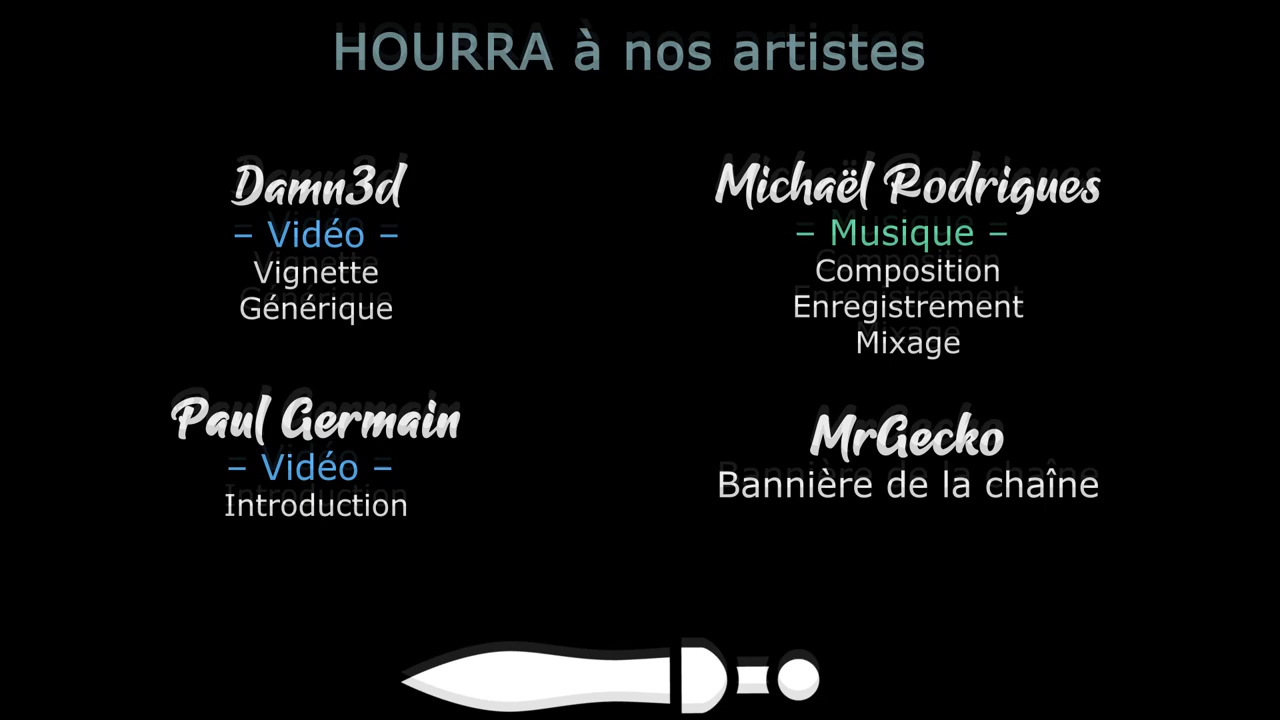 HOURRA à nos artistes
Damn3d
– Vidéo –
Vignette
Générique
Michaël Rodrigues
– Musique –
Composition
Enregistrement
Mixage
Paul Germain
– Vidéo –
Introduction
MrGecko
Bannière de la chaîne